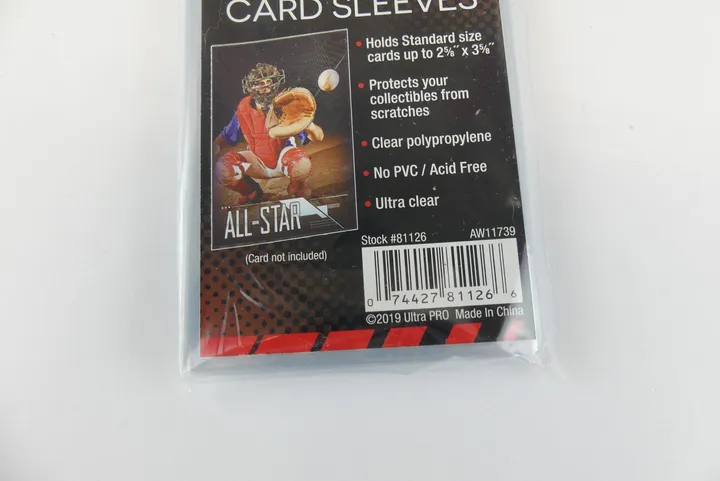 CARD SLEEVES
• Holds Standard size
cards up to 2⅝" x 3⅝"
• Protects your
collectibles from
scratches
• Clear polypropylene
• No PVC / Acid Free
• Ultra clear
ALL-STAR
(Card not included)
Stock #81126 AW11739
0 74427 81126 6
©2019 Ultra PRO Made In China